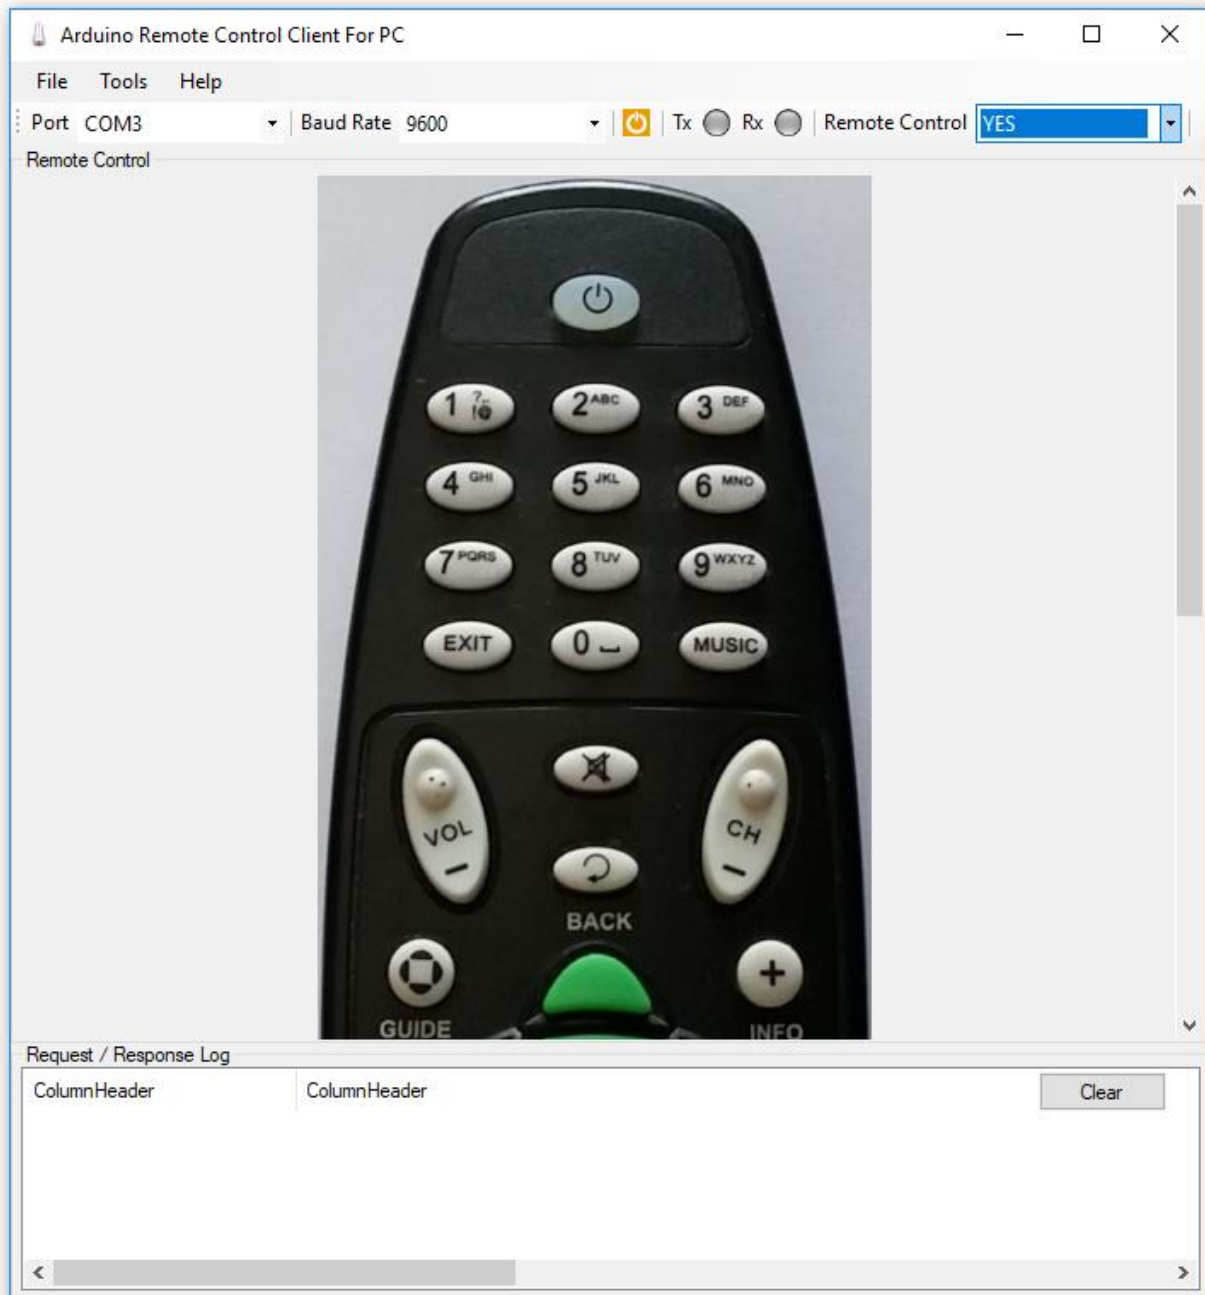 Arduino Remote Control Client For PC
File Tools Help
Port COM3 Baud Rate 9600 Tx Rx Remote Control YES
Remote Control
1 ?.. !@ 2 ABC 3 DEF
4 GHI 5 JKL 6 MNO
7 PQRS 8 TUV 9 WXYZ
EXIT 0 MUSIC
VOL CH
BACK
GUIDE INFO
Request / Response Log
ColumnHeader ColumnHeader Clear